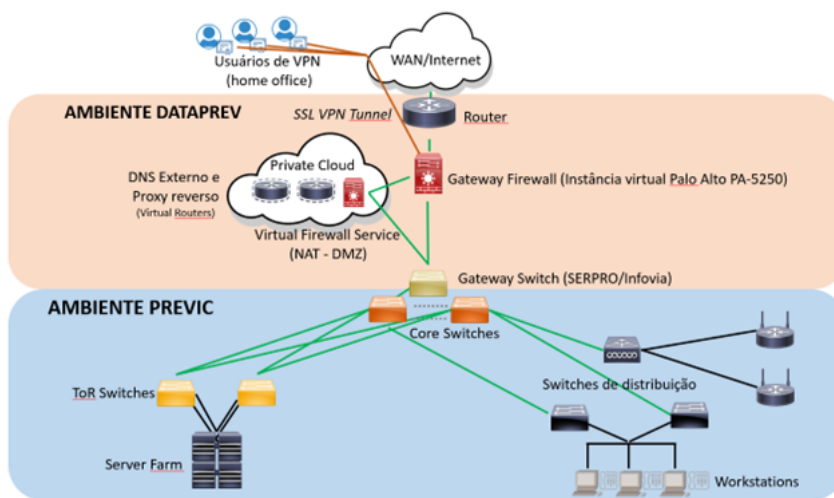 Usuários de VPN
(home office)
WAN/Internet
AMBIENTE DATAPREV
SSL VPN Tunnel
Router
Private Cloud
DNS Externo e
Proxy reverso
(Virtual Routers)
Gateway Firewall (Instância virtual Palo Alto PA-5250)
Virtual Firewall Service
(NAT - DMZ)
Gateway Switch (SERPRO/Infovia)
AMBIENTE PREVIC
Core Switches
ToR Switches
Switches de distribuição
Server Farm
Workstations